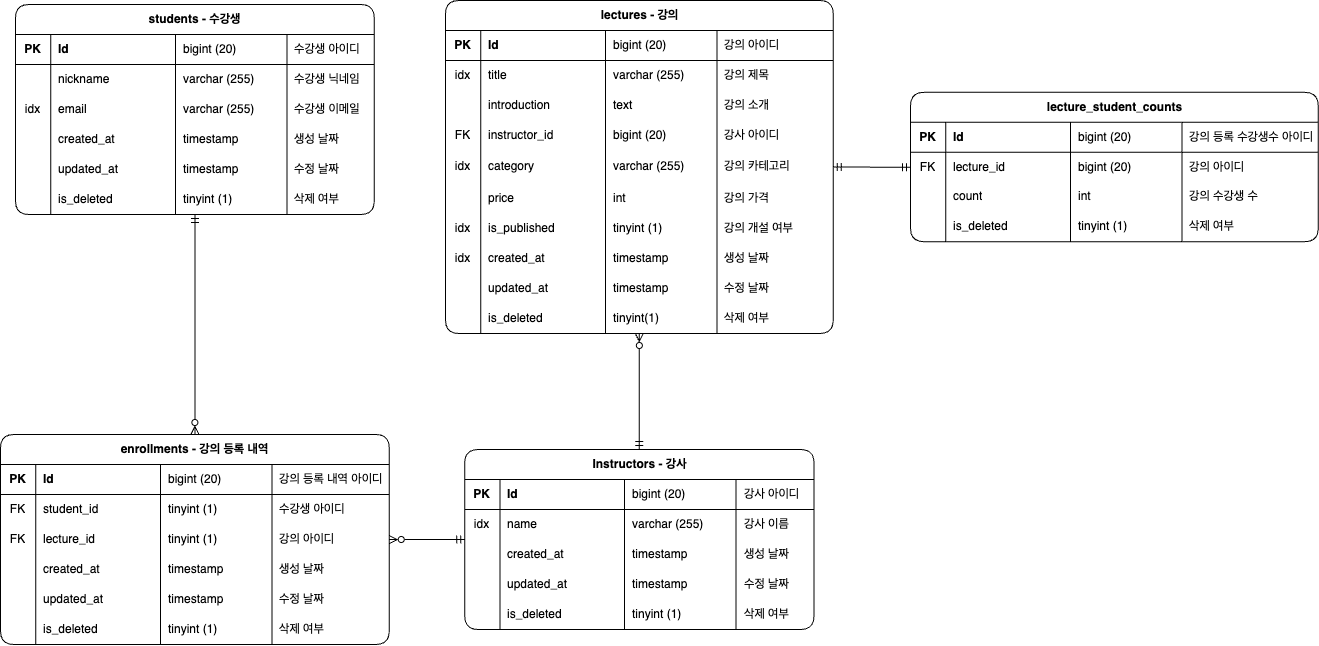 students - 수강생
PK Id bigint (20) 수강생 아이디
nickname varchar (255) 수강생 닉네임
idx email varchar (255) 수강생 이메일
created_at timestamp 생성 날짜
updated_at timestamp 수정 날짜
is_deleted tinyint (1) 삭제 여부
lectures - 강의
PK Id bigint (20) 강의 아이디
idx title varchar (255) 강의 제목
introduction text 강의 소개
FK instructor_id bigint (20) 강사 아이디
idx category varchar (255) 강의 카테고리
price int 강의 가격
idx is_published tinyint (1) 강의 개설 여부
idx created_at timestamp 생성 날짜
updated_at timestamp 수정 날짜
is_deleted tinyint(1) 삭제 여부
lecture_student_counts
PK Id bigint (20) 강의 등록 수강생수 아이디
FK lecture_id bigint (20) 강의 아이디
count int 강의 수강생 수
is_deleted tinyint (1) 삭제 여부
enrollments - 강의 등록 내역
PK Id bigint (20) 강의 등록 내역 아이디
FK student_id tinyint (1) 수강생 아이디
FK lecture_id tinyint (1) 강의 아이디
created_at timestamp 생성 날짜
updated_at timestamp 수정 날짜
is_deleted tinyint (1) 삭제 여부
Instructors - 강사
PK Id bigint (20) 강사 아이디
idx name varchar (255) 강사 이름
created_at timestamp 생성 날짜
updated_at timestamp 수정 날짜
is_deleted tinyint (1) 삭제 여부